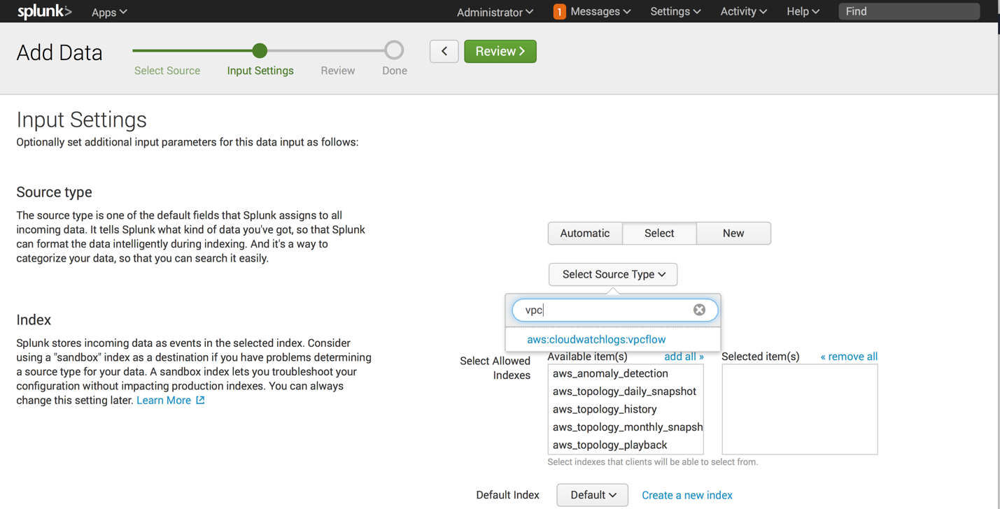 splunk> Apps Administrator 1 Messages Settings Activity Help Find
Add Data
Select Source Input Settings Review Done
Review
Input Settings
Optionally set additional input parameters for this data input as follows:
Source type
The source type is one of the default fields that Splunk assigns to all
incoming data. It tells Splunk what kind of data you've got, so that Splunk
can format the data intelligently during indexing. And it's a way to
categorize your data, so that you can search it easily.
Automatic Select New
Select Source Type
vpc
aws:cloudwatchlogs:vpcflow
Index
Splunk stores incoming data as events in the selected index. Consider
using a "sandbox" index as a destination if you have problems determining
a source type for your data. A sandbox index lets you troubleshoot your
configuration without impacting production indexes. You can always
change this setting later. Learn More
Select Allowed
Indexes
Available item(s) add all »
aws_anomaly_detection
aws_topology_daily_snapshot
aws_topology_history
aws_topology_monthly_snapsh
aws_topology_playback
Selected item(s) « remove all
Select indexes that clients will be able to select from.
Default Index Default Create a new index